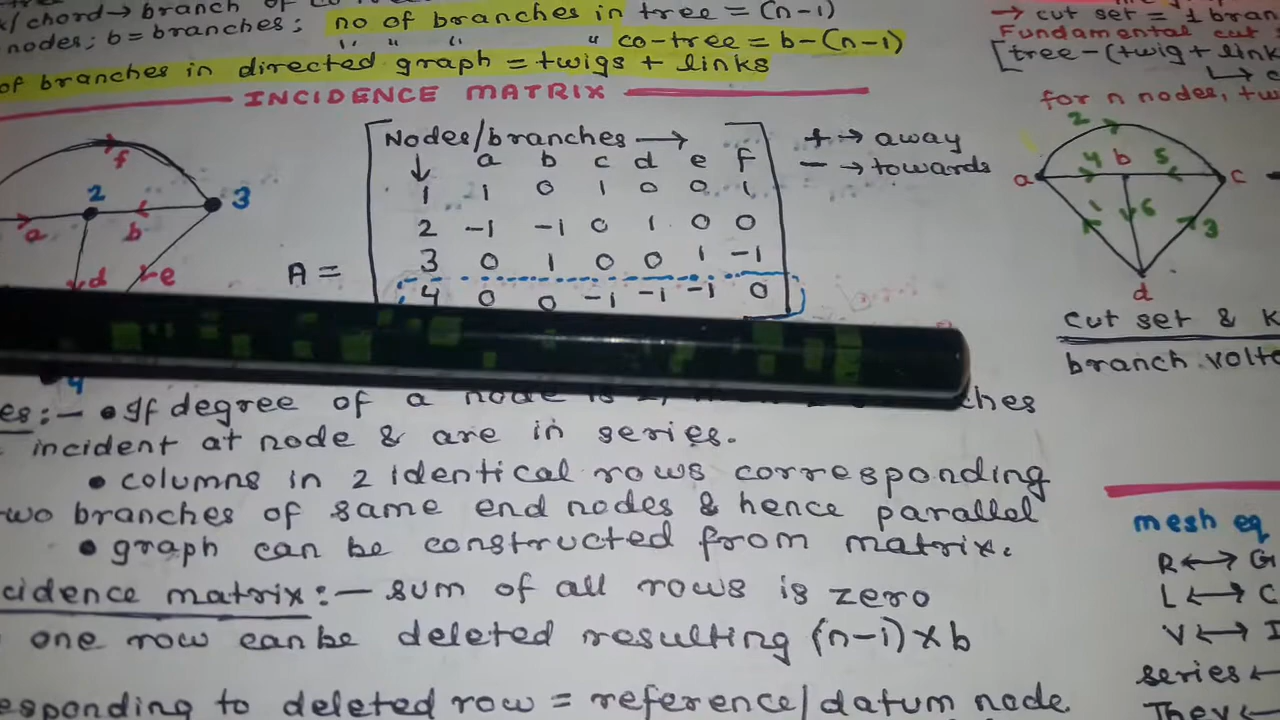 chord → branch of
nodes; b = branches; no of branches in tree = (n-1)
" " " " co-tree = b-(n-1)
of branches in directed graph = twigs + links
INCIDENCE MATRIX
f
2
3
a
b
d
e
A =
Nodes/branches →
↓ a b c d e f
1 1 0 1 0 0 1
2 -1 -1 0 1 0 0
3 0 1 0 0 1 -1
4 0 0 -1 -1 -1 0
+ → away
- → towards
4
es:- • If degree of a node is
incident at node & are in series.
• columns in 2 identical rows corresponding
two branches of same end nodes & hence parallel
• graph can be constructed from matrix.
cidence matrix:- sum of all rows is zero
one row can be deleted resulting (n-1)×b
esponding to deleted row = reference/datum node
→ cut set = 1 bran
Fundamental cut
[tree-(twig + link
for n nodes, tw
2
4 b 5
a c
1 6 3
d
cut set & K
branch volta
mesh eq
R ↔ G
L ↔ C
V ↔ I
series ←
Thev ←